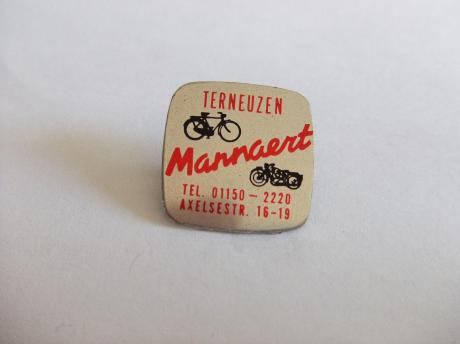 TERNEUZEN
Mannaert
TEL. 01150 - 2220
AXELSESTR. 16-19